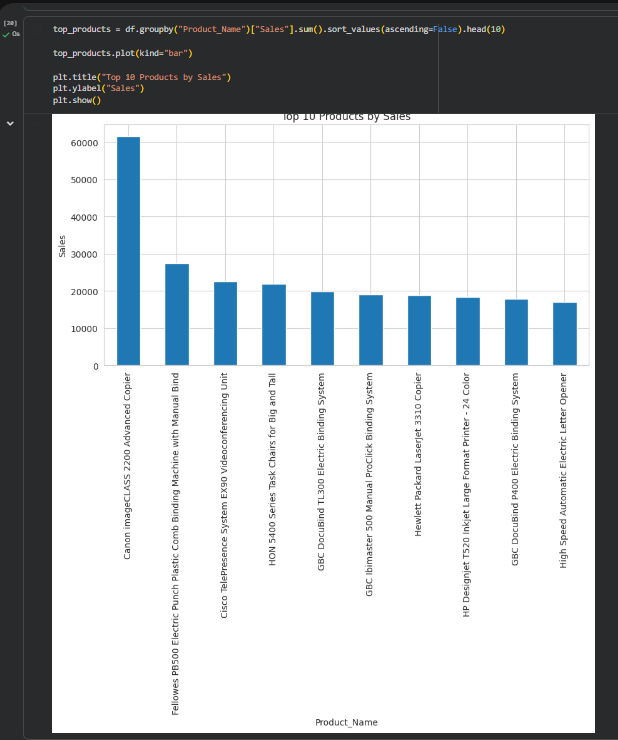 [20]
0s
top_products = df.groupby("Product_Name")["Sales"].sum().sort_values(ascending=False).head(10)
top_products.plot(kind="bar")
plt.title("Top 10 Products by Sales")
plt.ylabel("Sales")
plt.show()
Top 10 Products by Sales
60000
50000
40000
30000
20000
10000
0
Sales
Canon imageCLASS 2200 Advanced Copier
Fellowes PB500 Electric Punch Plastic Comb Binding Machine with Manual Bind
Cisco TelePresence System EX90 Videoconferencing Unit
HON 5400 Series Task Chairs for Big and Tall
GBC DocuBind TL300 Electric Binding System
GBC Ibimaster 500 Manual ProClick Binding System
Hewlett Packard LaserJet 3310 Copier
HP Designjet T520 Inkjet Large Format Printer - 24 Color
GBC DocuBind P400 Electric Binding System
High Speed Automatic Electric Letter Opener
Product_Name